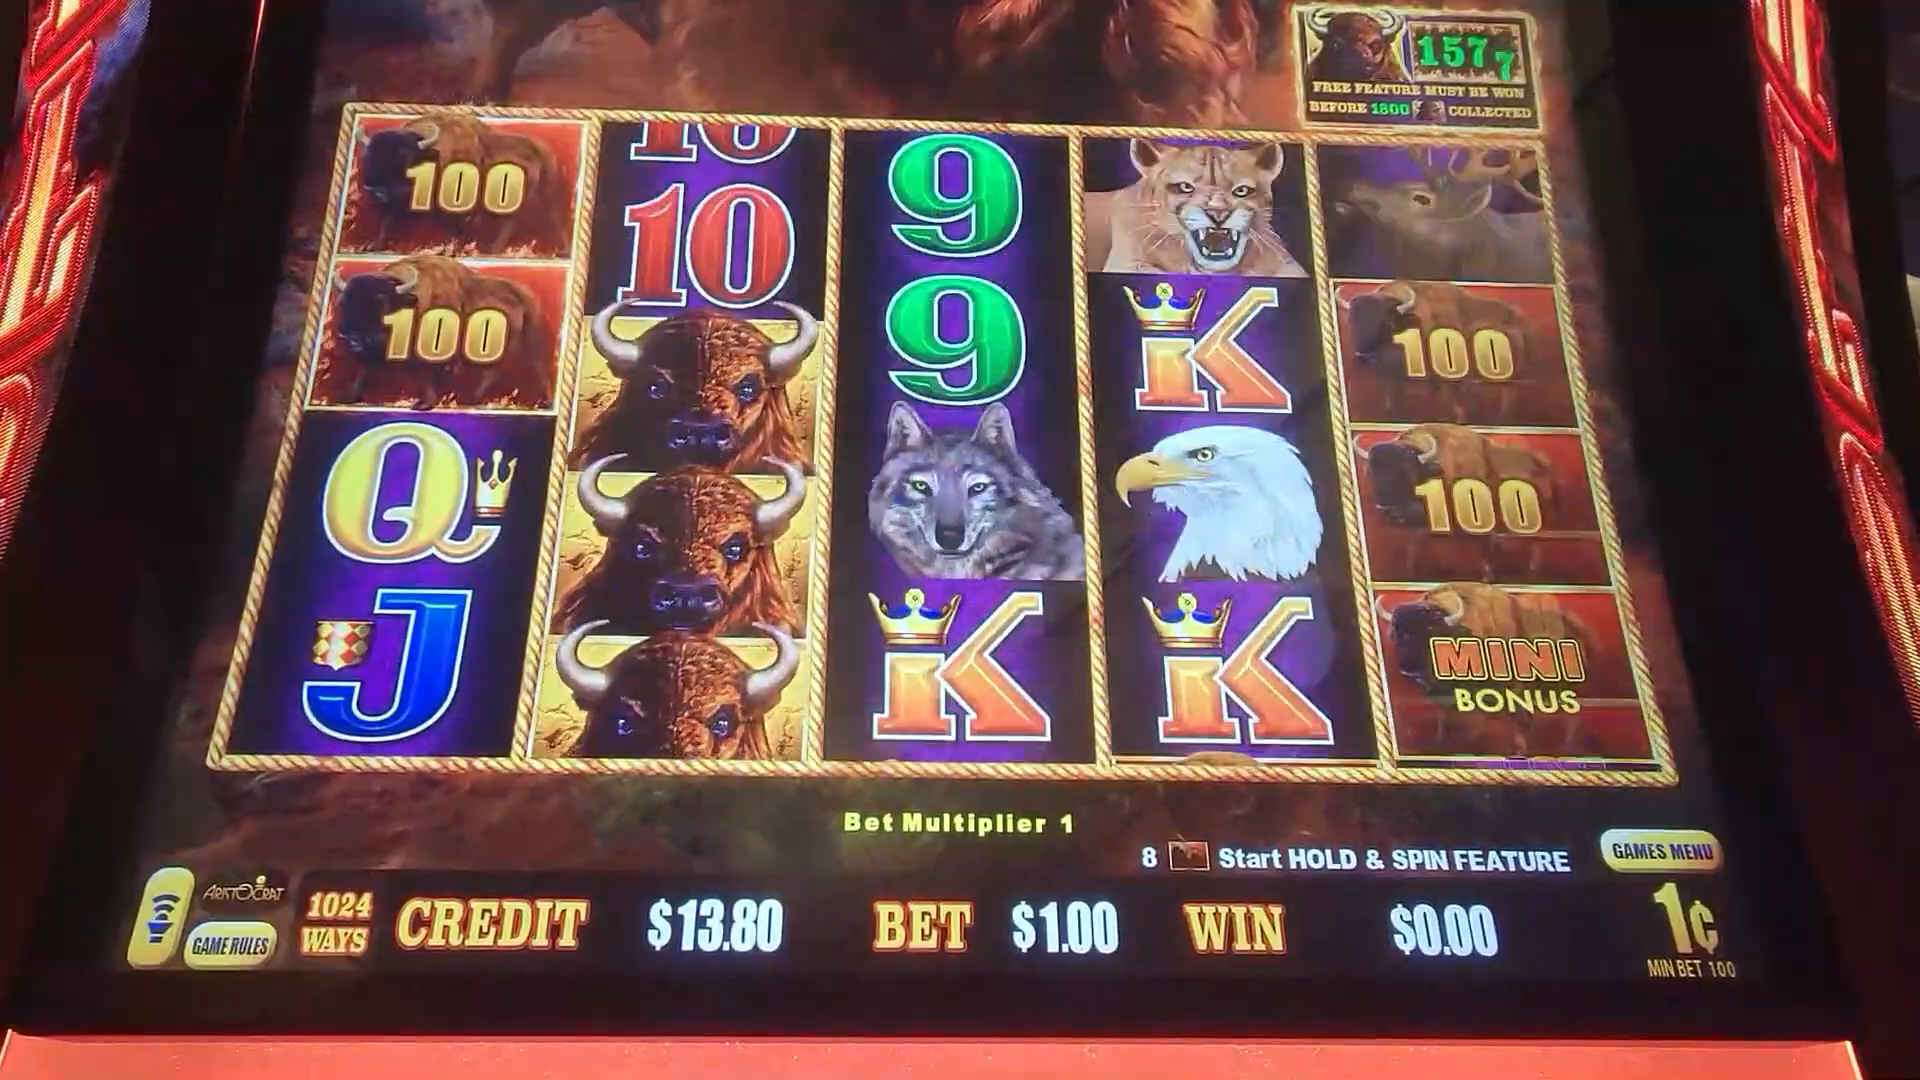 157
FREE FEATURE MUST BE WON
BEFORE 1800 COLLECTED
100
10
10
9
100
9
K
100
Q
100
J
K
K
MINI
BONUS
Bet Multiplier 1
8 Start HOLD & SPIN FEATURE
GAMES MENU
ARISTOCRAT
GAME RULES
1024
WAYS
CREDIT $13.80 BET $1.00 WIN $0.00
1¢
MIN BET 100